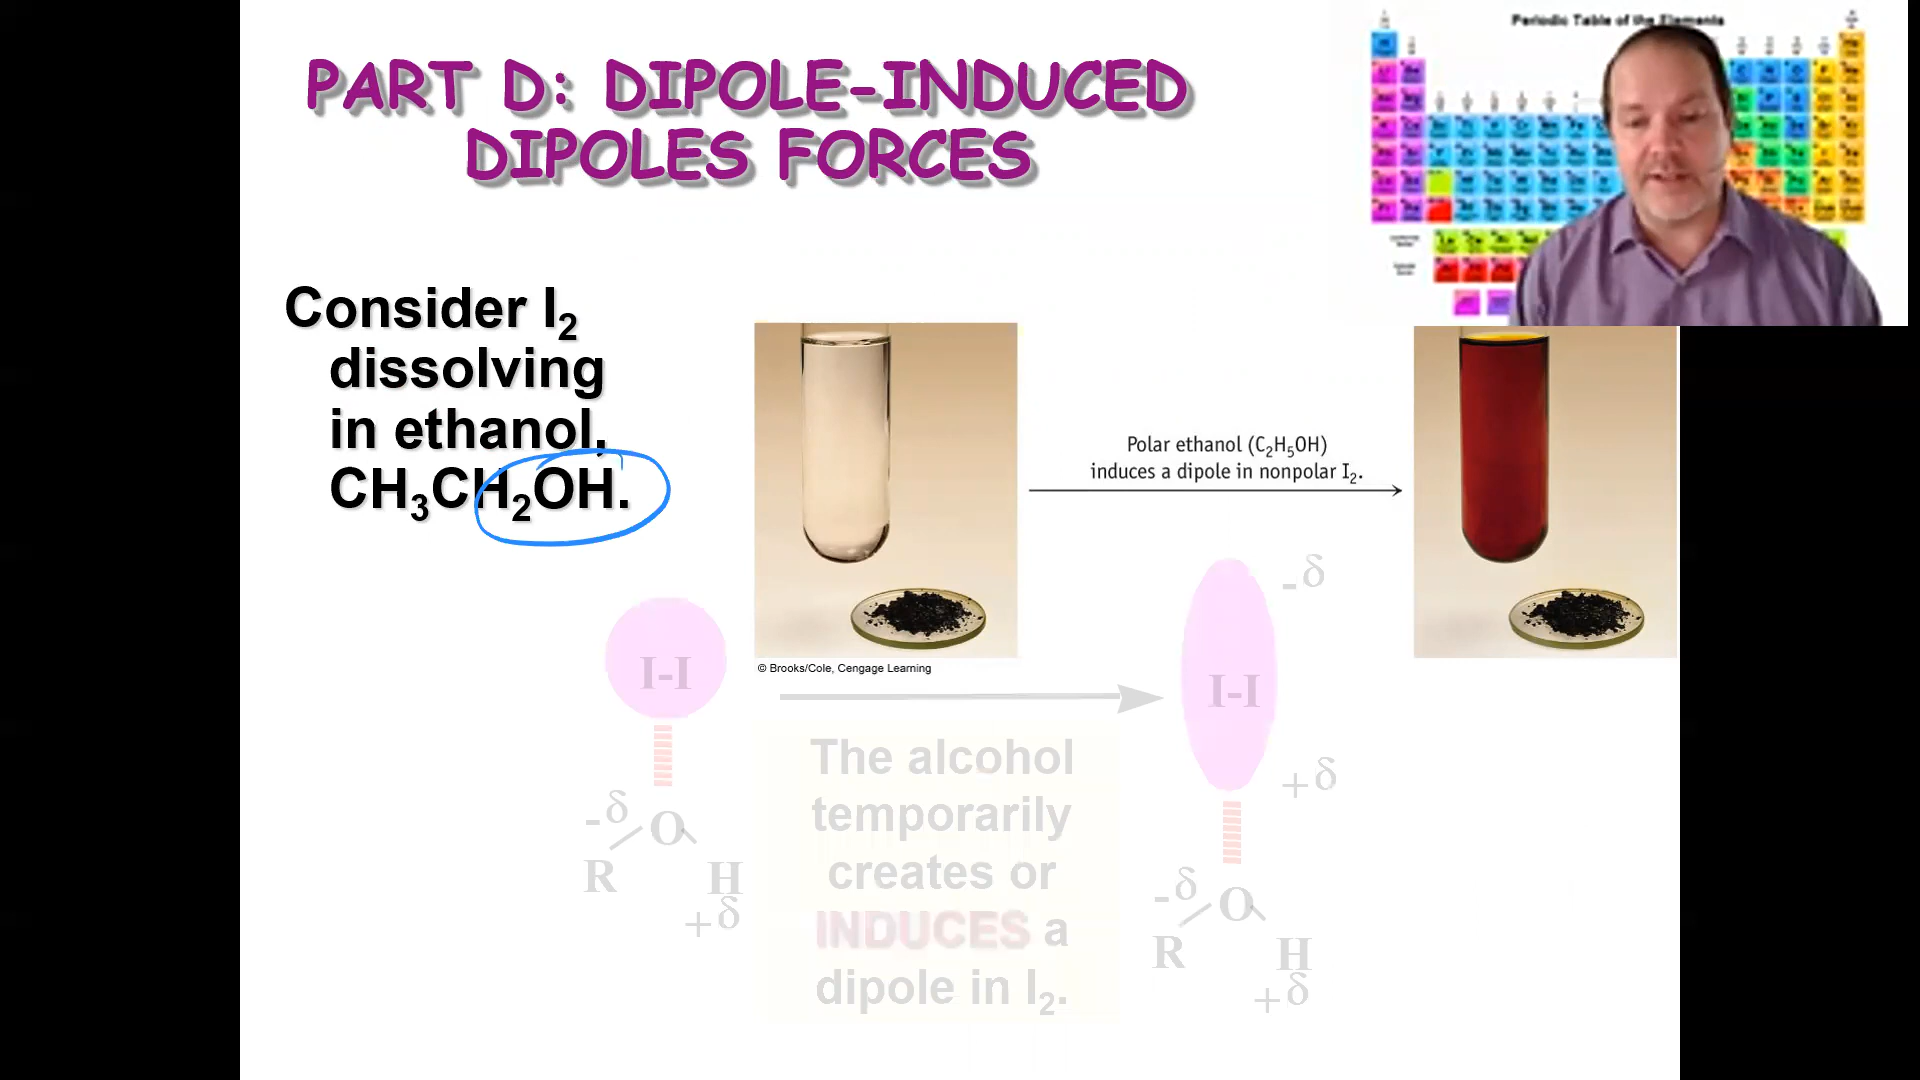 Periodic Table of the Elements
PART D: DIPOLE-INDUCED
DIPOLES FORCES
Consider I₂
dissolving
in ethanol,
CH₃CH₂OH.
Polar ethanol (C₂H₅OH)
induces a dipole in nonpolar I₂.
© Brooks/Cole, Cengage Learning
I-I
-δ
O
R
H
+δ
The alcohol
temporarily
creates or
INDUCES a
dipole in I₂.
-δ
I-I
+δ
-δ
O
R
H
+δ